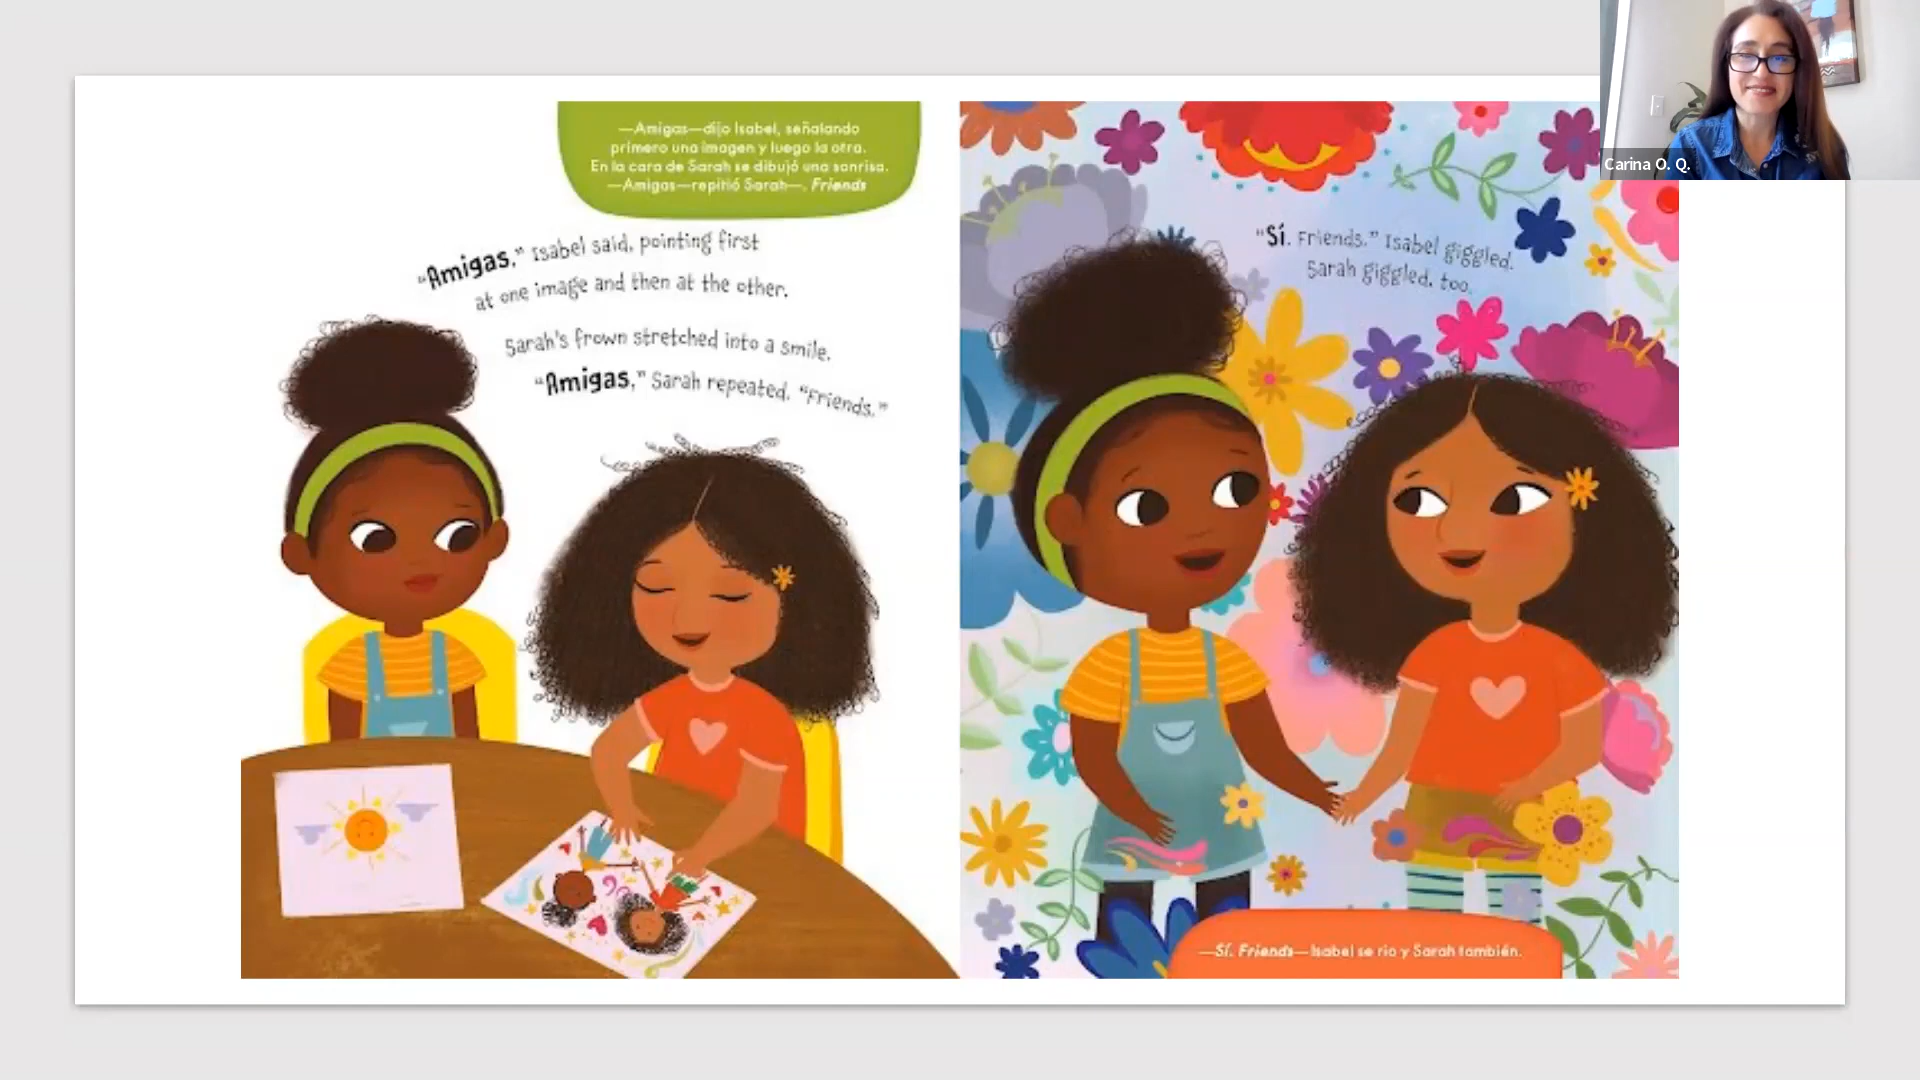 —Amigas—dijo Isabel, señalando
primero una imagen y luego la otra.
En la cara de Sarah se dibujó una sonrisa.
—Amigas—repitió Sarah—. Friends
“Amigas,” Isabel said, pointing first
at one image and then at the other.
Sarah's frown stretched into a smile.
“Amigas,” Sarah repeated. “Friends.”
“Sí. Friends.” Isabel giggled.
Sarah giggled, too.
—Sí. Friends—Isabel se rio y Sarah también.
Carina O. Q.